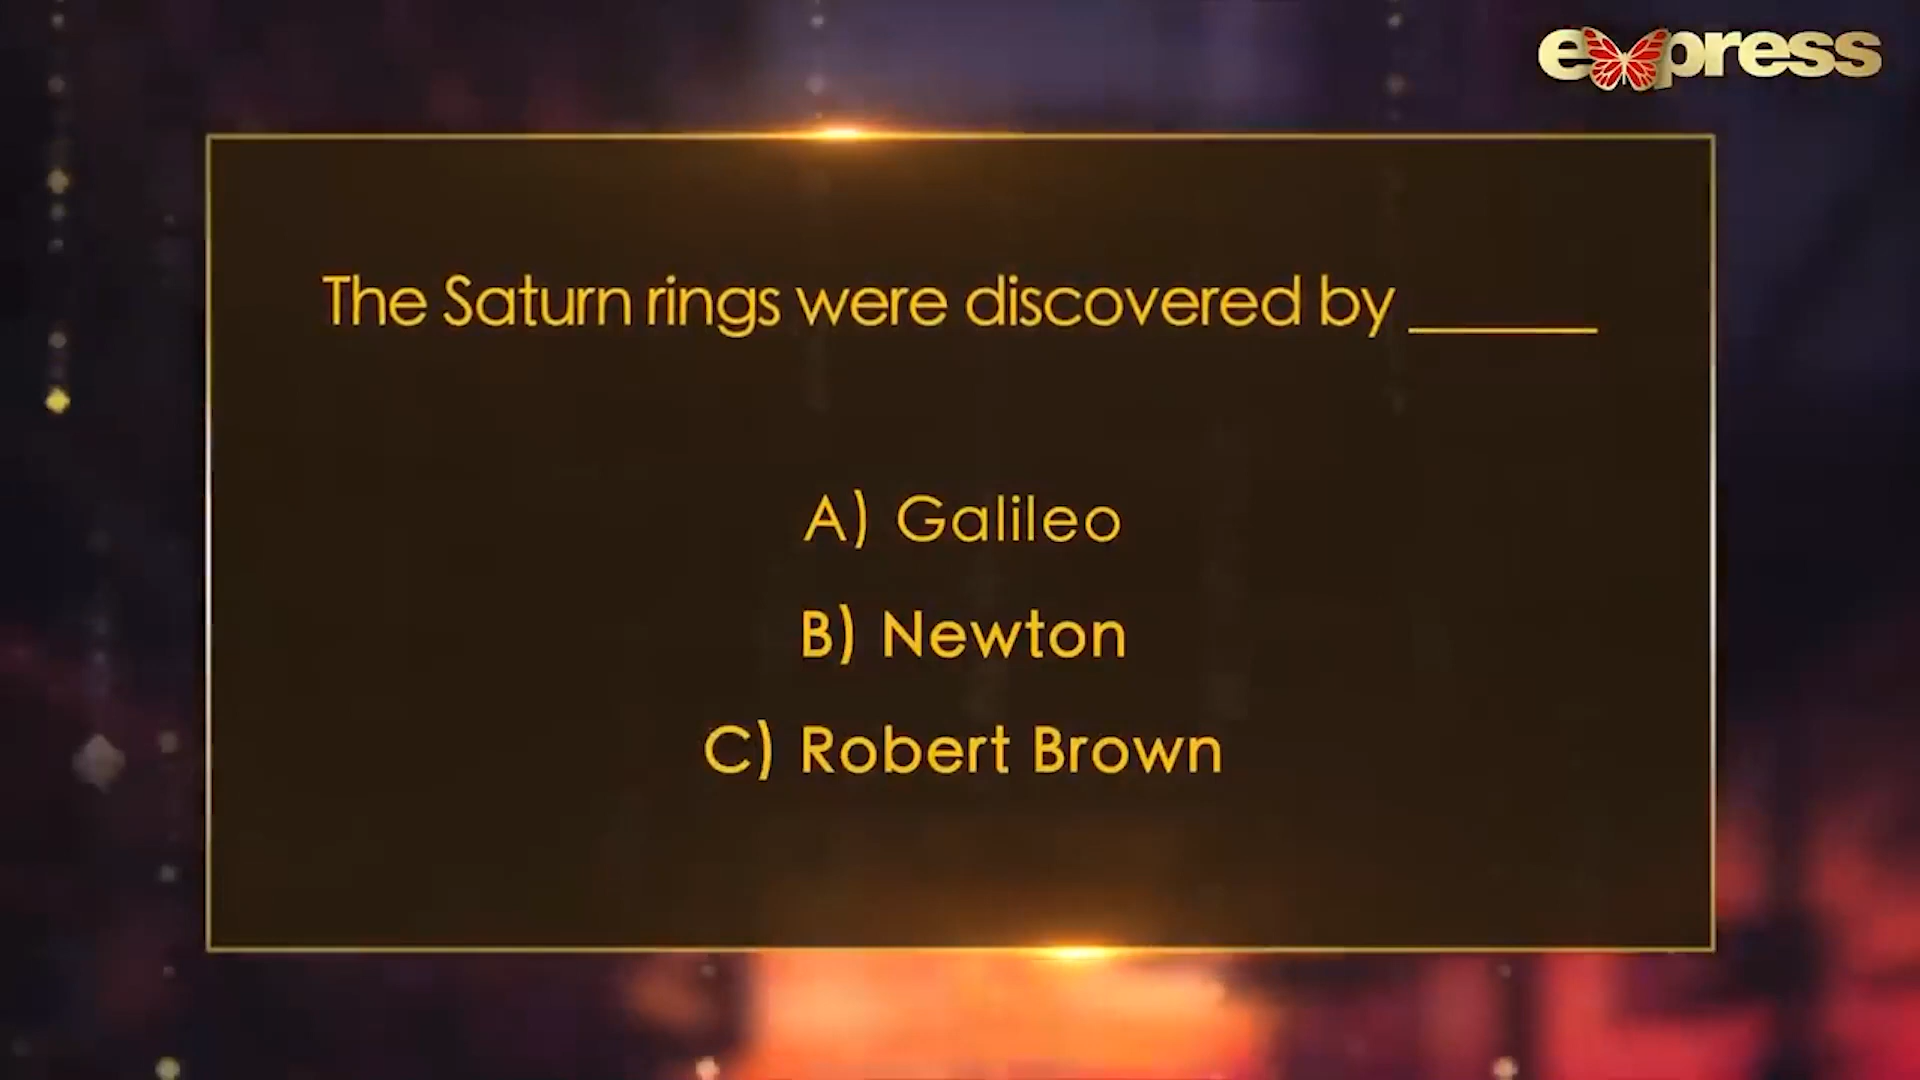 express
The Saturn rings were discovered by ______
A) Galileo
B) Newton
C) Robert Brown